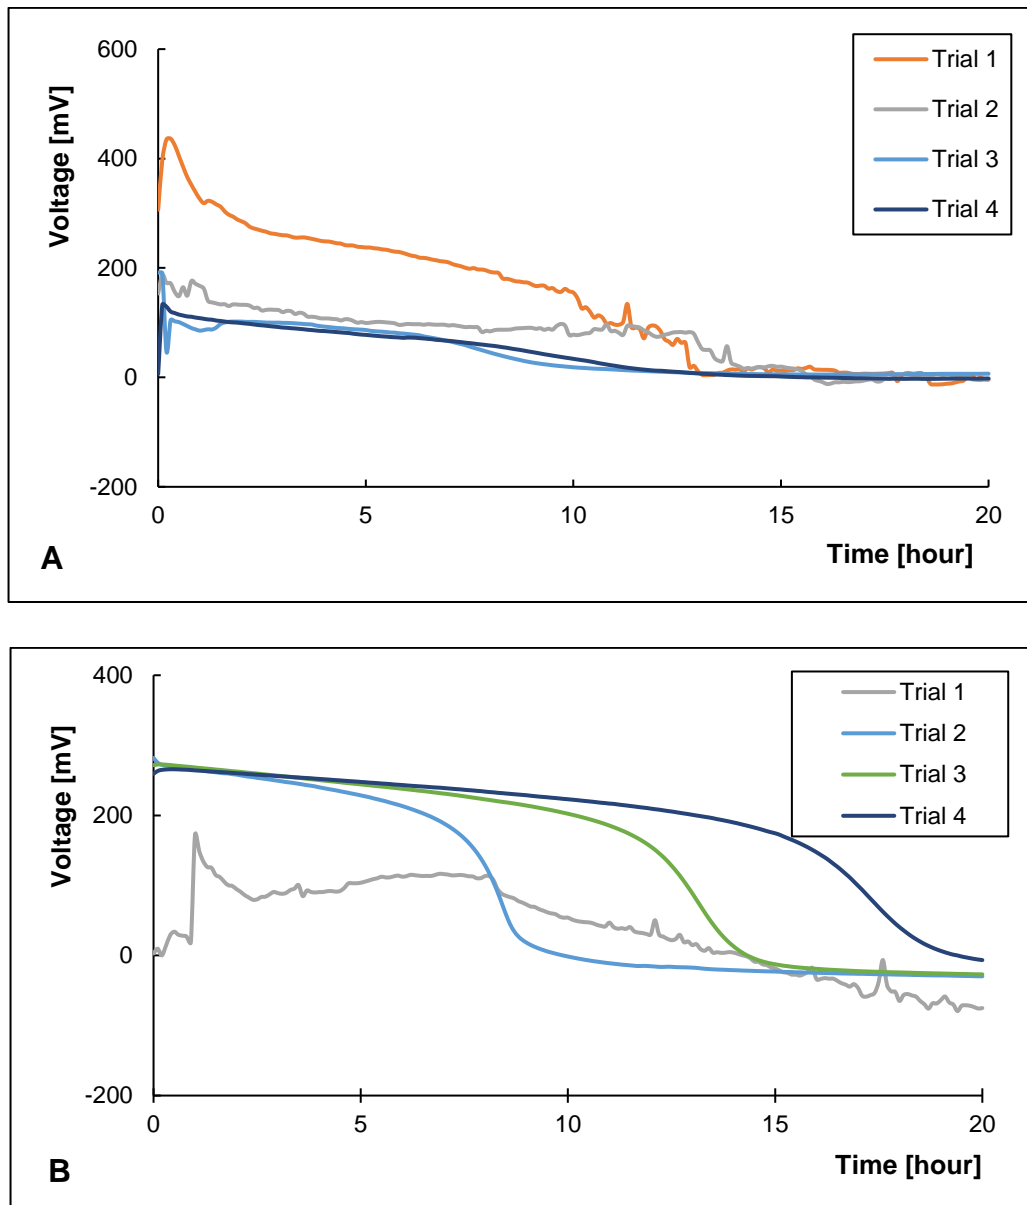 600
400
200
0
-200
Voltage [mV]
Trial 1
Trial 2
Trial 3
Trial 4
0 5 10 15 20
Time [hour]
A
400
200
0
-200
Voltage [mV]
Trial 1
Trial 2
Trial 3
Trial 4
0 5 10 15 20
Time [hour]
B